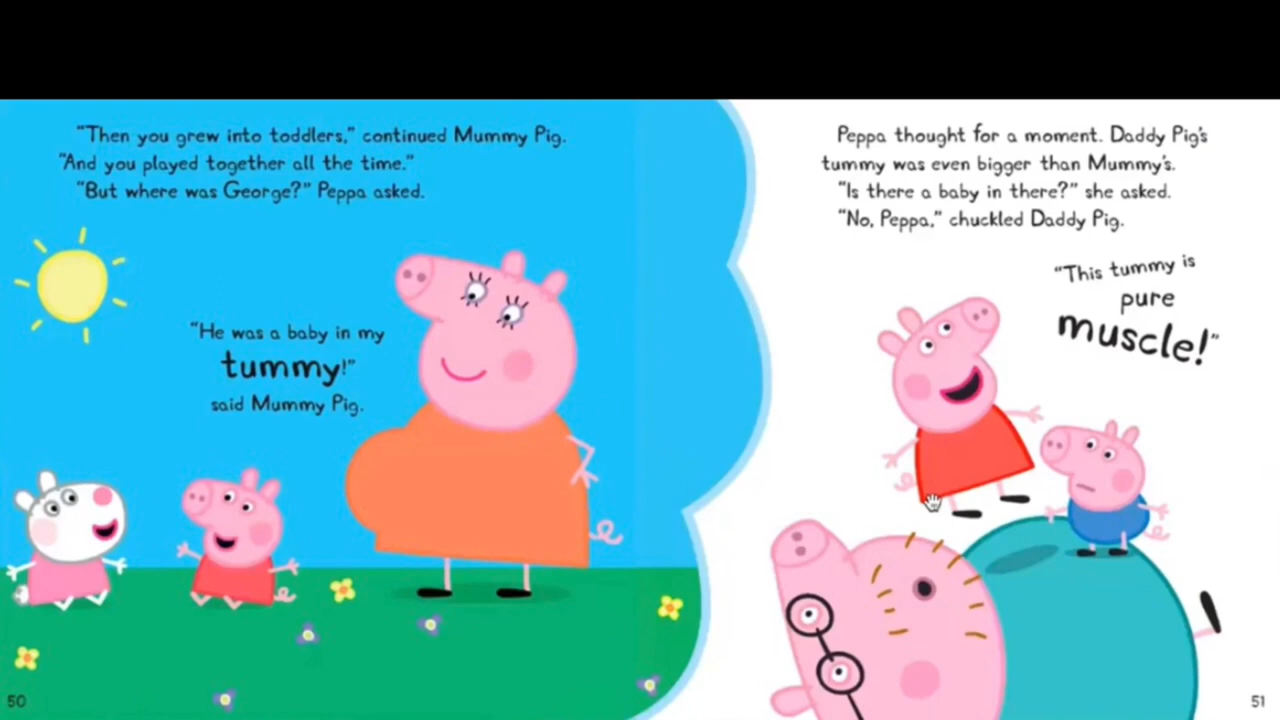 "Then you grew into toddlers," continued Mummy Pig.
"And you played together all the time."
"But where was George?" Peppa asked.
"He was a baby in my
tummy!"
said Mummy Pig.
50
Peppa thought for a moment. Daddy Pig's
tummy was even bigger than Mummy's.
"Is there a baby in there?" she asked.
"No, Peppa," chuckled Daddy Pig.
"This tummy is
pure
muscle!"
51